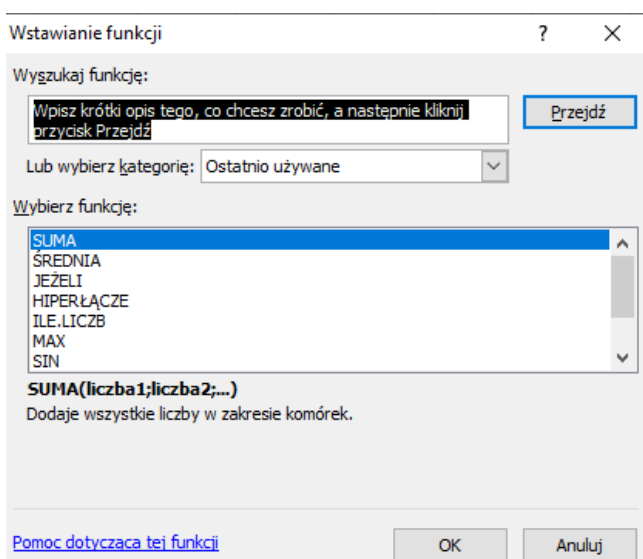 Wstawianie funkcji ? ×
Wyszukaj funkcję:
Wpisz krótki opis tego, co chcesz zrobić, a następnie kliknij
przycisk Przejdź
Przejdź
Lub wybierz kategorię: Ostatnio używane
Wybierz funkcję:
SUMA
ŚREDNIA
JEŻELI
HIPERŁĄCZE
ILE.LICZB
MAX
SIN
SUMA(liczba1;liczba2;...)
Dodaje wszystkie liczby w zakresie komórek.
Pomoc dotycząca tej funkcji OK Anuluj